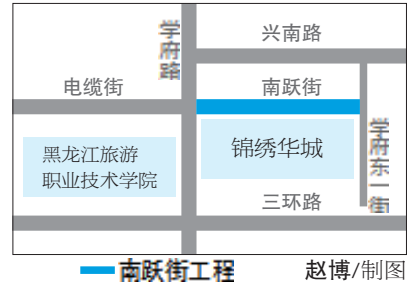 学府路
兴南路
电缆街
南跃街
黑龙江旅游
职业技术学院
锦绣华城
学府东一街
三环路
南跃街工程
赵博/制图